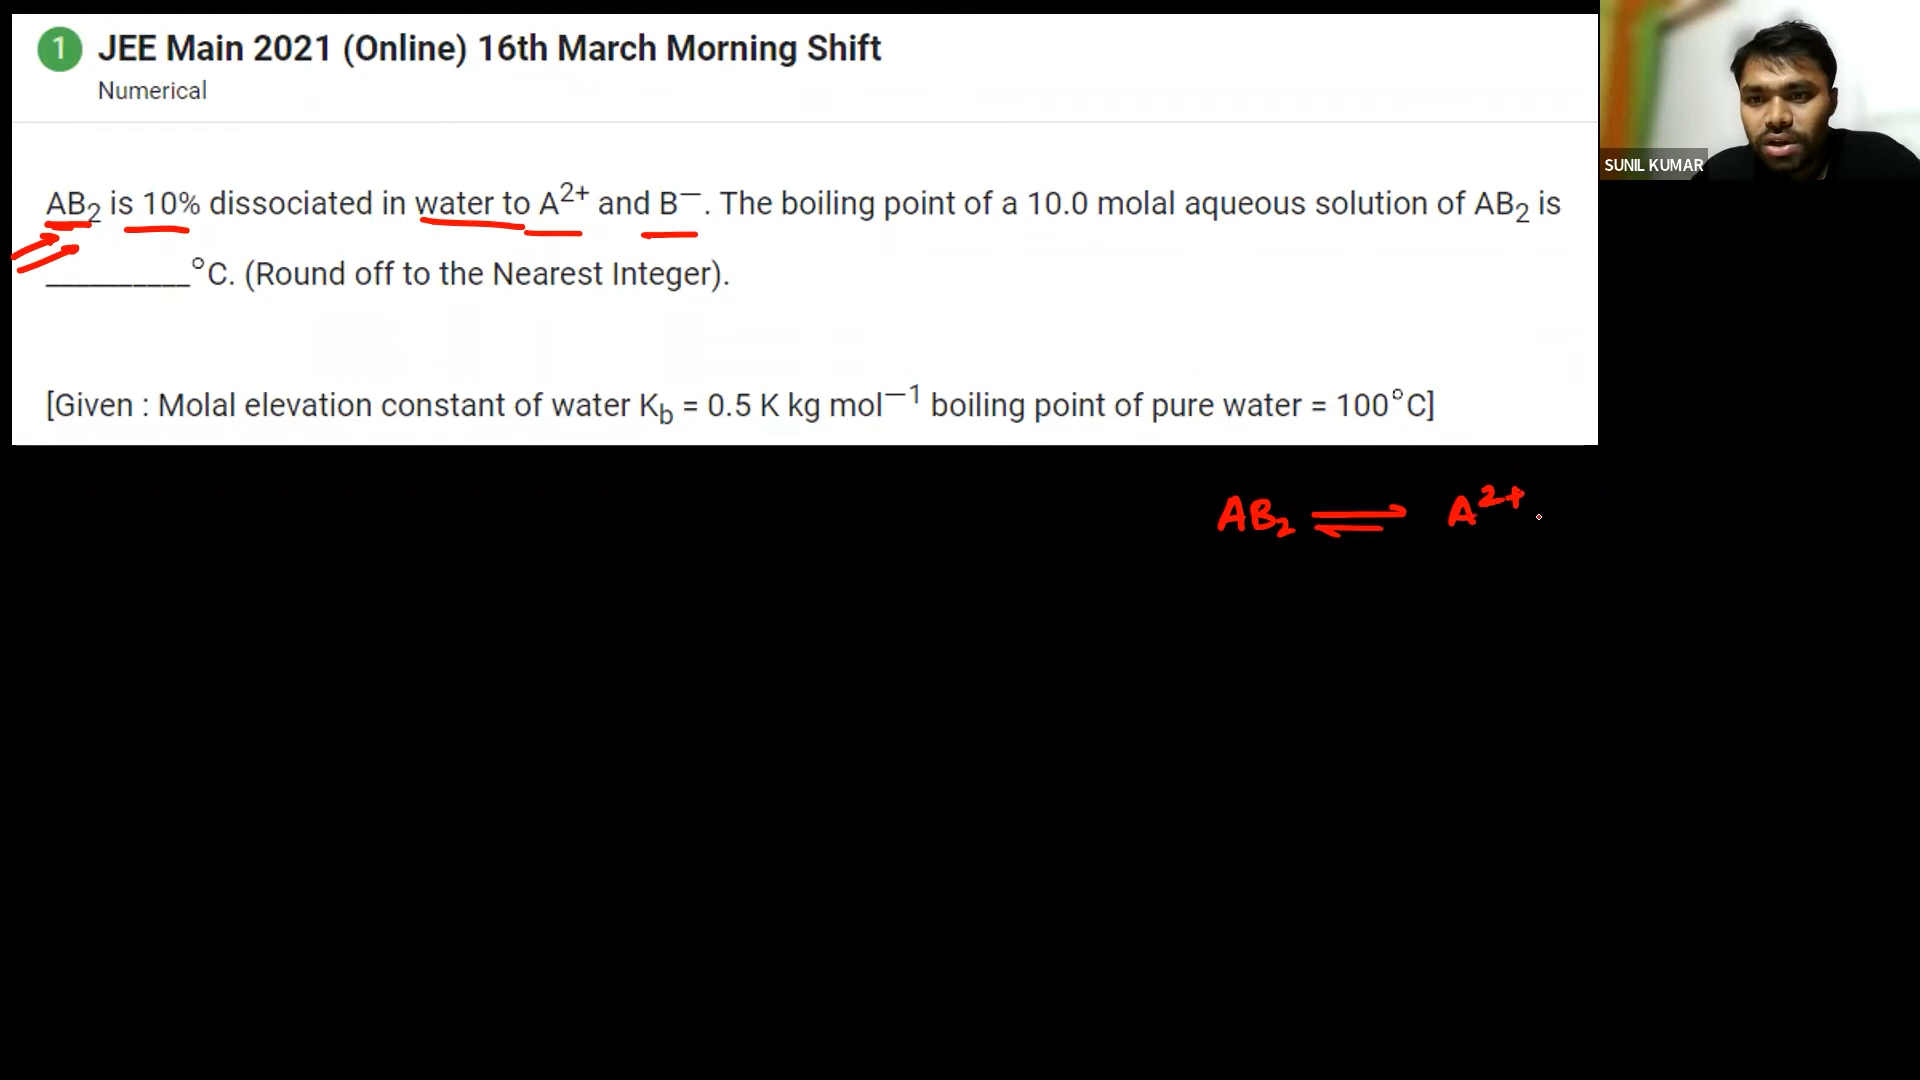 1 JEE Main 2021 (Online) 16th March Morning Shift
Numerical
SUNIL KUMAR
AB₂ is 10% dissociated in water to A²⁺ and B⁻. The boiling point of a 10.0 molal aqueous solution of AB₂ is
__________°C. (Round off to the Nearest Integer).
[Given : Molal elevation constant of water K_b = 0.5 K kg mol⁻¹ boiling point of pure water = 100°C]
AB₂ ⇌ A²⁺